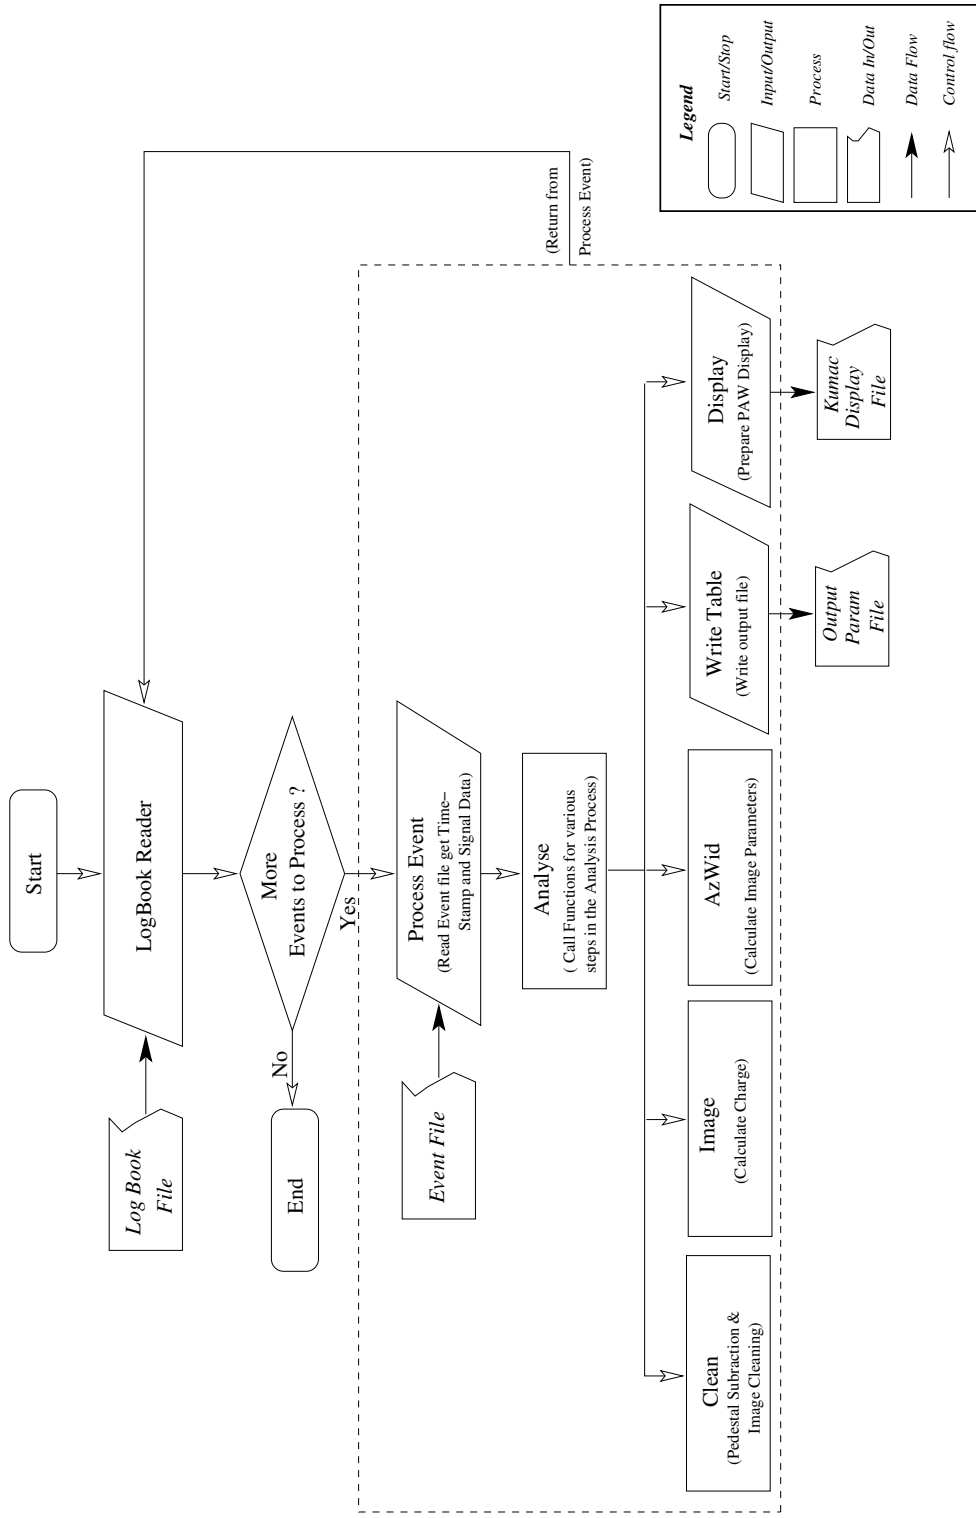 Start
LogBook Reader
Log Book
File
More
Events to Process ?
No
Yes
End
(Return from
Process Event)
Process Event
(Read Event file get Time–
Stamp and Signal Data)
Event File
Analyse
( Call Functions for various
steps in the Analysis Process)
Clean
(Pedestal Subraction &
Image Cleaning)
Image
(Calculate Charge)
AzWid
(Calculate Image Parameters)
Write Table
(Write output file)
Display
(Prepare PAW Display)
Output
Param
File
Kumac
Display
File
Legend
Start/Stop
Input/Output
Process
Data In/Out
Data Flow
Control flow